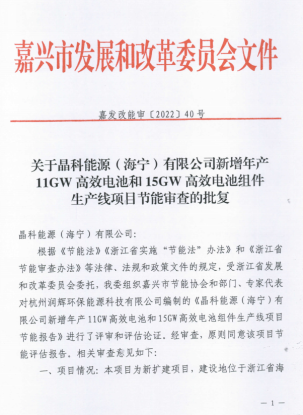 嘉兴市发展和改革委员会文件
嘉发改能审〔2022〕40号
关于晶科能源（海宁）有限公司新增年产
11GW高效电池和15GW高效电池组件
生产线项目节能审查的批复
晶科能源（海宁）有限公司：
根据《节能法》《浙江省实施“节能法”办法》和《浙江省
节能审查办法》等法律、法规和政策文件的规定，受浙江省发展
和改革委员会委托，我委组织嘉兴市节能协会和部门、专家代表
对杭州润辉环能源科技有限公司编制的《晶科能源（海宁）有
限公司新增年产11GW高效电池和15GW高效电池组件生产线项目
节能报告》进行了评审和评估论证。经审查，原则同意该项目节
能评估报告。相关审查意见如下：
一、项目情况：本项目为新扩建项目，建设地位于浙江省海
- 1 -